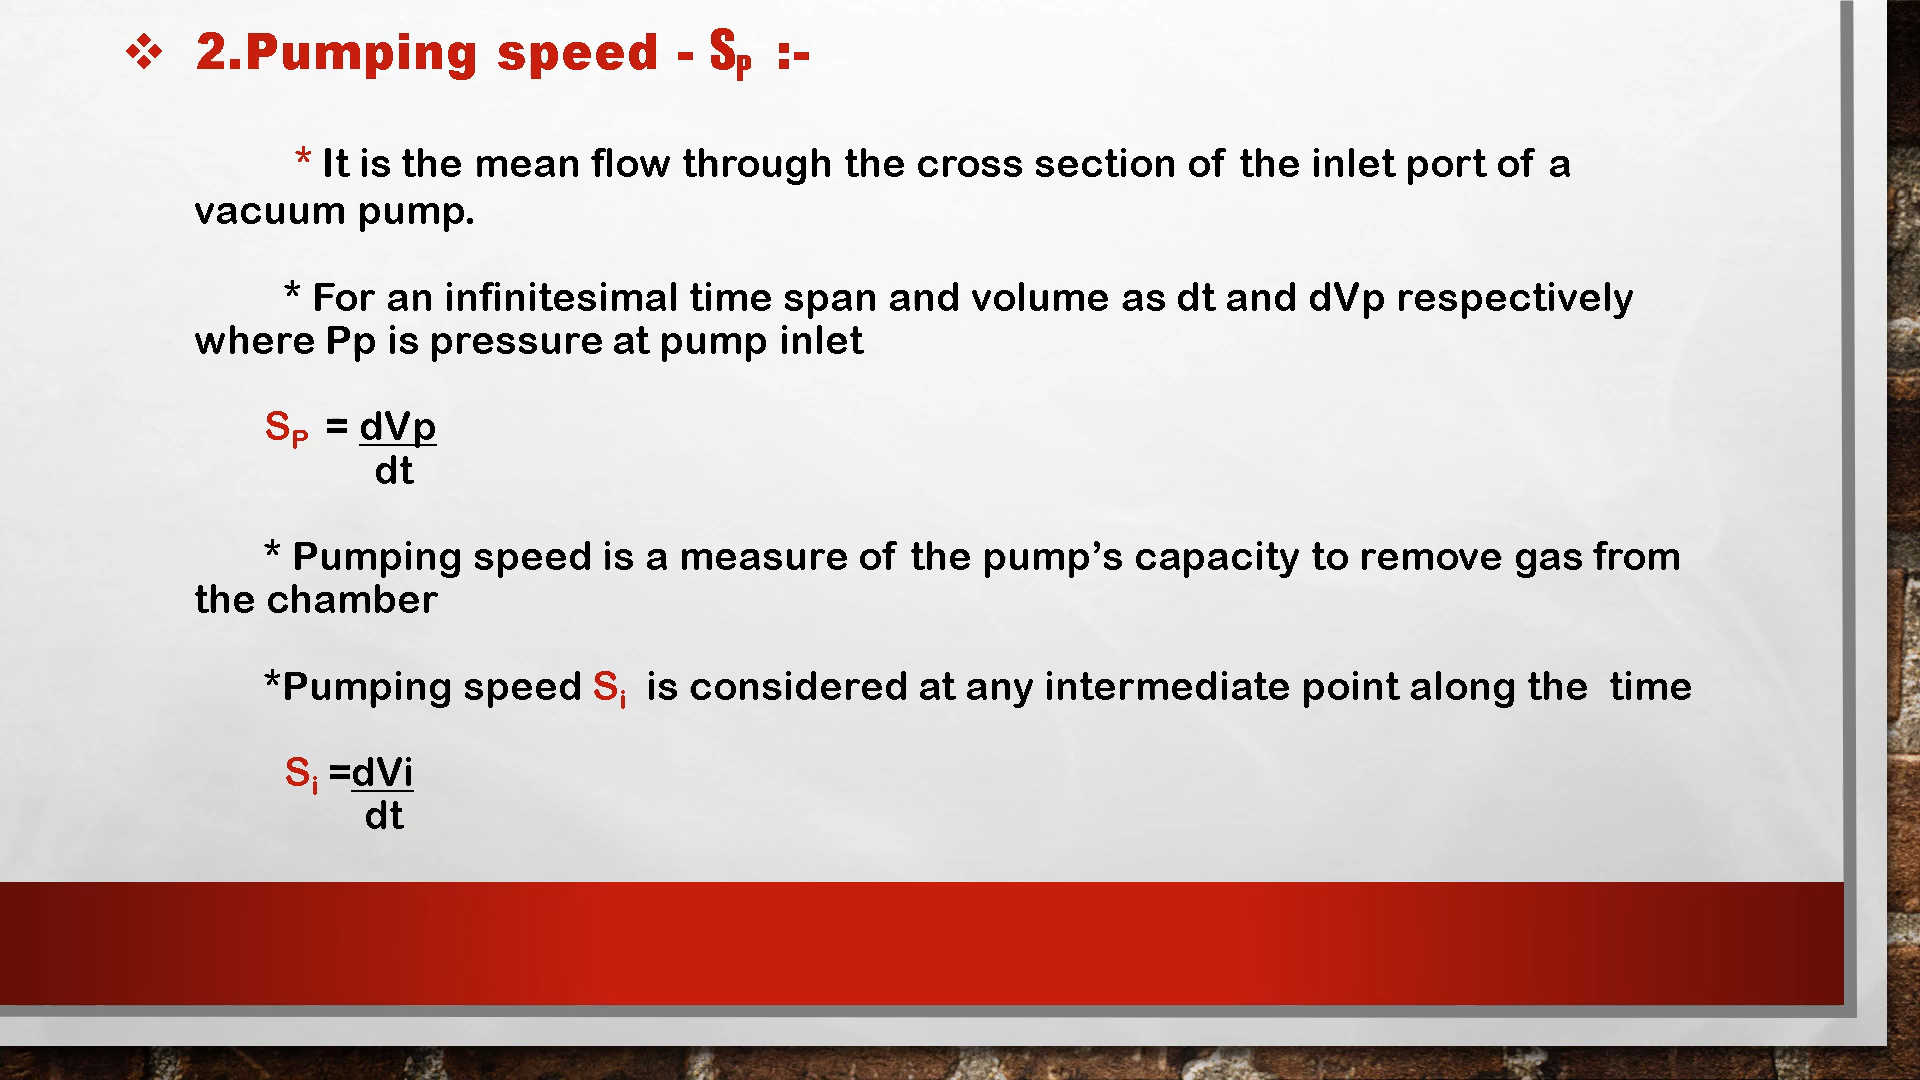 ❖ 2.Pumping speed - Sp :-
* It is the mean flow through the cross section of the inlet port of a
vacuum pump.
* For an infinitesimal time span and volume as dt and dVp respectively
where Pp is pressure at pump inlet
SP = dVp
dt
* Pumping speed is a measure of the pump’s capacity to remove gas from
the chamber
*Pumping speed Si is considered at any intermediate point along the time
Si =dVi
dt